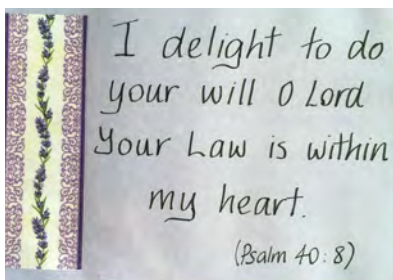 I delight to do
your will O Lord
Your Law is within
my heart.
(Psalm 40:8)